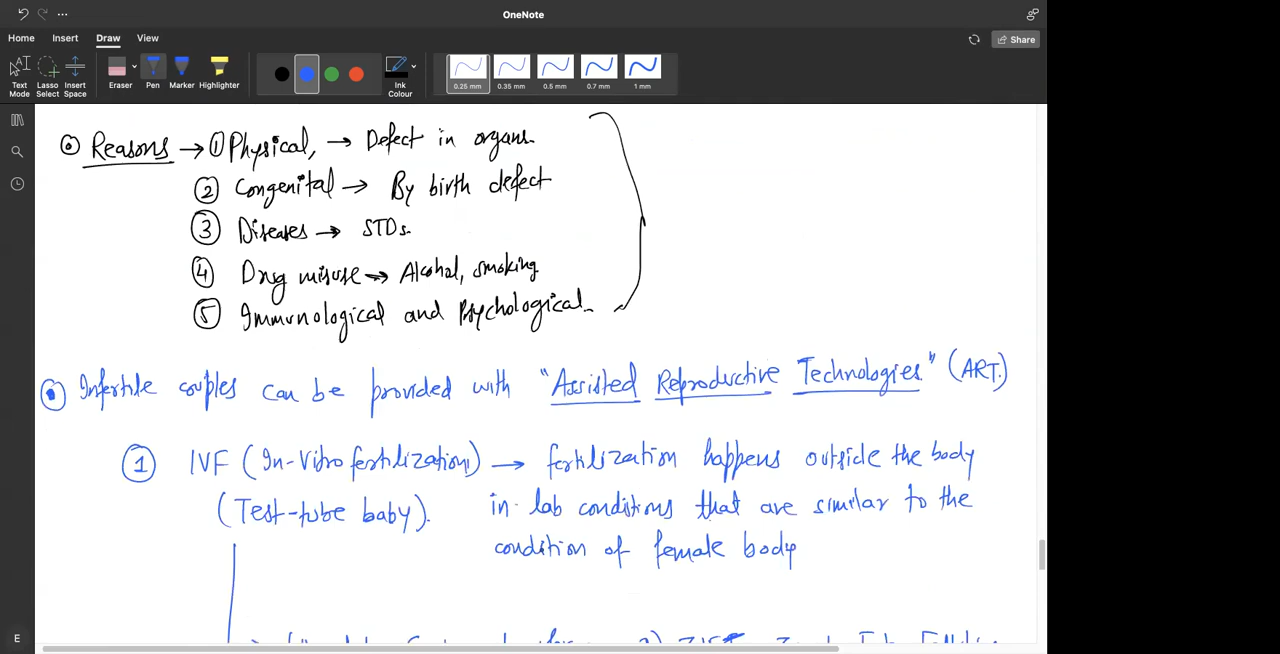 OneNote
Home Insert Draw View
Share
Text Mode
Lasso Select
Insert Space
Eraser
Pen
Marker
Highlighter
Ink Colour
0.25 mm
0.35 mm
0.5 mm
0.7 mm
1 mm
Reasons → ① Physical, → Defect in organs.
② Congenital → By birth defect
③ Diseases → STDs.
④ Drug misuse → Alcohal, smoking
⑤ Immunological and Psychological.
Infertile couples can be provided with "Assisted Reproductive Technologies" (ART.)
① IVF (In-Vitro fertilization) → fertilization happens outside the body
(Test-tube baby). in lab conditions that are similar to the
condition of female body
E